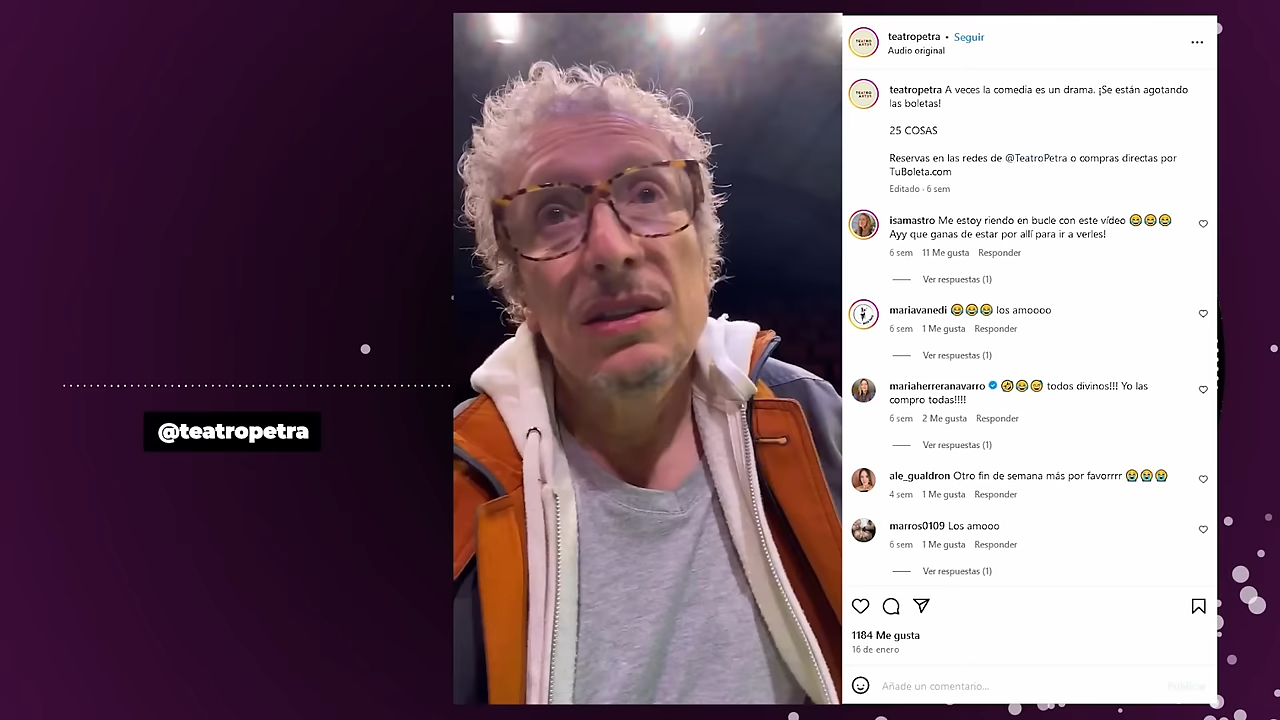 @teatropetra
teatropetra • Seguir
Audio original
teatropetra A veces la comedia es un drama. ¡Se están agotando
las boletas!
25 COSAS
Reservas en las redes de @TeatroPetra o compras directas por
TuBoleta.com
Editado · 6 sem
isamastro Me estoy riendo en bucle con este vídeo 😂😂😂
Ayy que ganas de estar por allí para ir a verles!
6 sem 11 Me gusta Responder
Ver respuestas (1)
mariavanedi 😂😂😂 los amoooo
6 sem 1 Me gusta Responder
Ver respuestas (1)
mariaherreranavarro 🤣😂😅 todos divinos!!! Yo las
compro todas!!!!
6 sem 2 Me gusta Responder
Ver respuestas (1)
ale_gualdron Otro fin de semana más por favorrrr 😭😭😭
4 sem 1 Me gusta Responder
marros0109 Los amooo
6 sem 1 Me gusta Responder
Ver respuestas (1)
1184 Me gusta
16 de enero
Añade un comentario...
Publicar